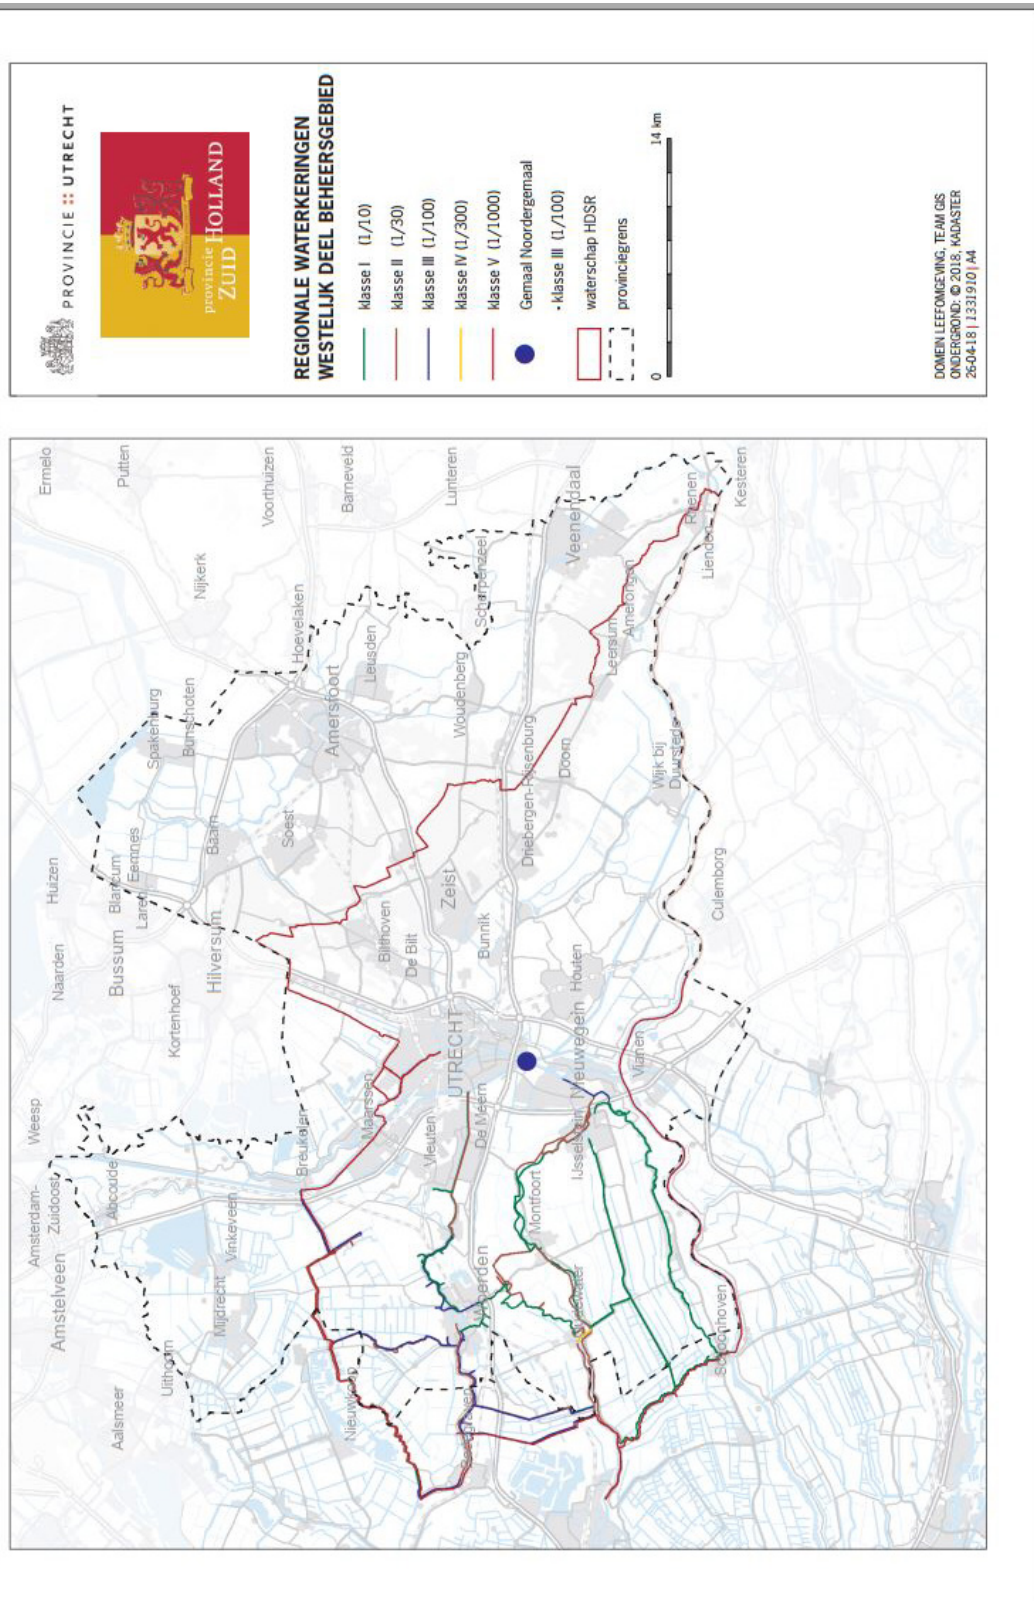 PROVINCIE :: UTRECHT
provincie HOLLAND
ZUID
REGIONALE WATERKERINGEN
WESTELIJK DEEL BEHEERSGEBIED
klasse I (1/10)
klasse II (1/30)
klasse III (1/100)
klasse IV (1/300)
klasse V (1/1000)
Gemaal Noordergemaal
- klasse III (1/100)
waterschap HDSR
provinciegrens
0 14 km
DOMEIN LEEFOMGEVING, TEAM GIS
ONDERGROND: © 2018, KADASTER
26-04-18 | 1331910 | A4
Ermelo
Putten
Voorthuizen
Barneveld
Lunteren
Nijkerk
Hoevelaken
Scherpenzeel
Veenendaal
Rhenen
Kesteren
Lienden
Amerongen
Leersum
Leusden
Woudenberg
Amersfoort
Spakenburg
Bunschoten
Doorn
Driebergen-Rijsenburg
Wijk bij
Duurstede
Soest
Baarn
Eemnes
Blaricum
Laren
Huizen
Zeist
Culemborg
Naarden
Bussum
Hilversum
Bilthoven
De Bilt
Bunnik
Houten
Kortenhoef
UTRECHT
Nieuwegein
Vianen
Weesp
Breukelen
Maarssen
Vleuten
De Meern
IJsselstein
Amsterdam-
Zuidoost
Abcoude
Vinkeveen
Montfoort
Amstelveen
Mijdrecht
Woerden
Oudewater
Schoonhoven
Uithoorn
Aalsmeer
Nieuwkoop
Bodegraven